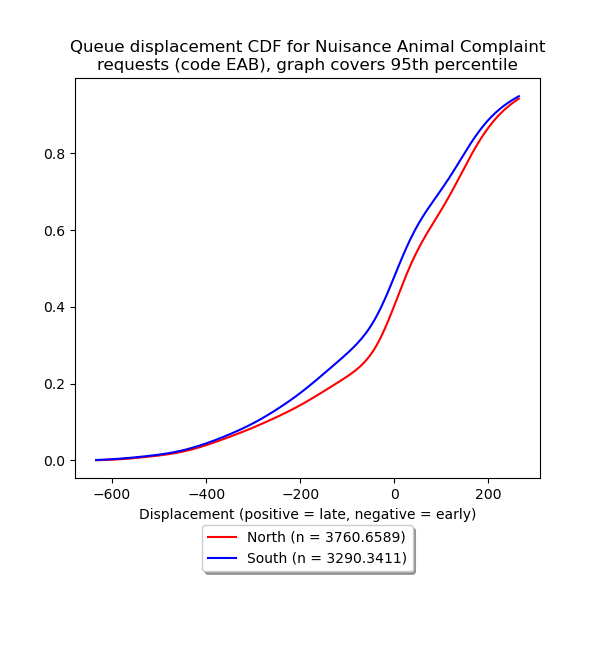 Queue displacement CDF for Nuisance Animal Complaint
requests (code EAB), graph covers 95th percentile
0.8
0.6
0.4
0.2
0.0
−600
−400
−200
0
200
Displacement (positive = late, negative = early)
North (n = 3760.6589)
South (n = 3290.3411)